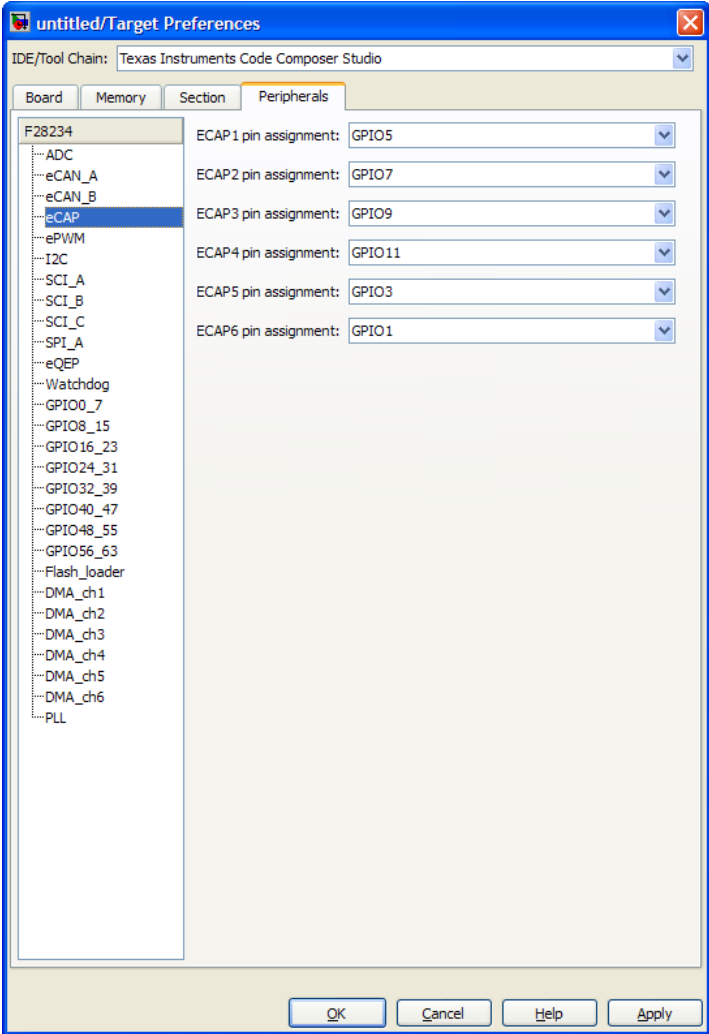 untitled/Target Preferences
IDE/Tool Chain: Texas Instruments Code Composer Studio
Board Memory Section Peripherals
F28234
ADC
eCAN_A
eCAN_B
eCAP
ePWM
I2C
SCI_A
SCI_B
SCI_C
SPI_A
eQEP
Watchdog
GPIO0_7
GPIO8_15
GPIO16_23
GPIO24_31
GPIO32_39
GPIO40_47
GPIO48_55
GPIO56_63
Flash_loader
DMA_ch1
DMA_ch2
DMA_ch3
DMA_ch4
DMA_ch5
DMA_ch6
PLL
ECAP1 pin assignment: GPIO5
ECAP2 pin assignment: GPIO7
ECAP3 pin assignment: GPIO9
ECAP4 pin assignment: GPIO11
ECAP5 pin assignment: GPIO3
ECAP6 pin assignment: GPIO1
OK Cancel Help Apply